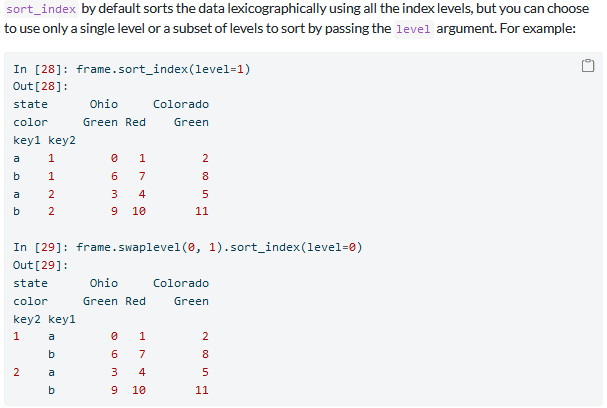 sort_index by default sorts the data lexicographically using all the index levels, but you can choose
to use only a single level or a subset of levels to sort by passing the level argument. For example:
In [28]: frame.sort_index(level=1)
Out[28]:
state      Ohio     Colorado
color     Green Red    Green
key1 key2
a    1        0   1        2
b    1        6   7        8
a    2        3   4        5
b    2        9  10       11
In [29]: frame.swaplevel(0, 1).sort_index(level=0)
Out[29]:
state      Ohio     Colorado
color     Green Red    Green
key2 key1
1    a        0   1        2
     b        6   7        8
2    a        3   4        5
     b        9  10       11